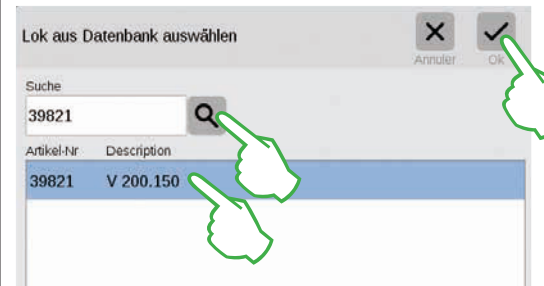 Lok aus Datenbank auswählen
Annuler Ok
Suche
39821
Artikel-Nr Description
39821 V 200.150